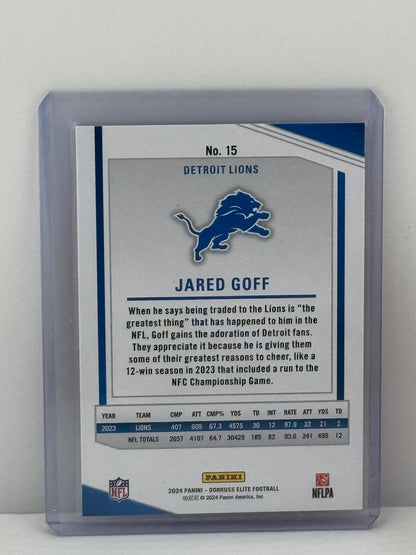 No. 15
DETROIT LIONS
JARED GOFF
When he says being traded to the Lions is "the
greatest thing" that has happened to him in the
NFL, Goff gains the adoration of Detroit fans.
They appreciate it because he is giving them
some of their greatest reasons to cheer, like a
12-win season in 2023 that included a run to the
NFC Championship Game.
YEAR TEAM CMP ATT CMP% YDS TD INT RATE ATT YDS TD
2023 LIONS 407 605 67.3 4575 30 12 97.9 32 21 2
NFL TOTALS 2657 4107 64.7 30429 185 82 93.6 241 485 12
PANINI
NFL
2024 PANINI - DONRUSS ELITE FOOTBALL
© 2024 Panini America, Inc.
NFLPA